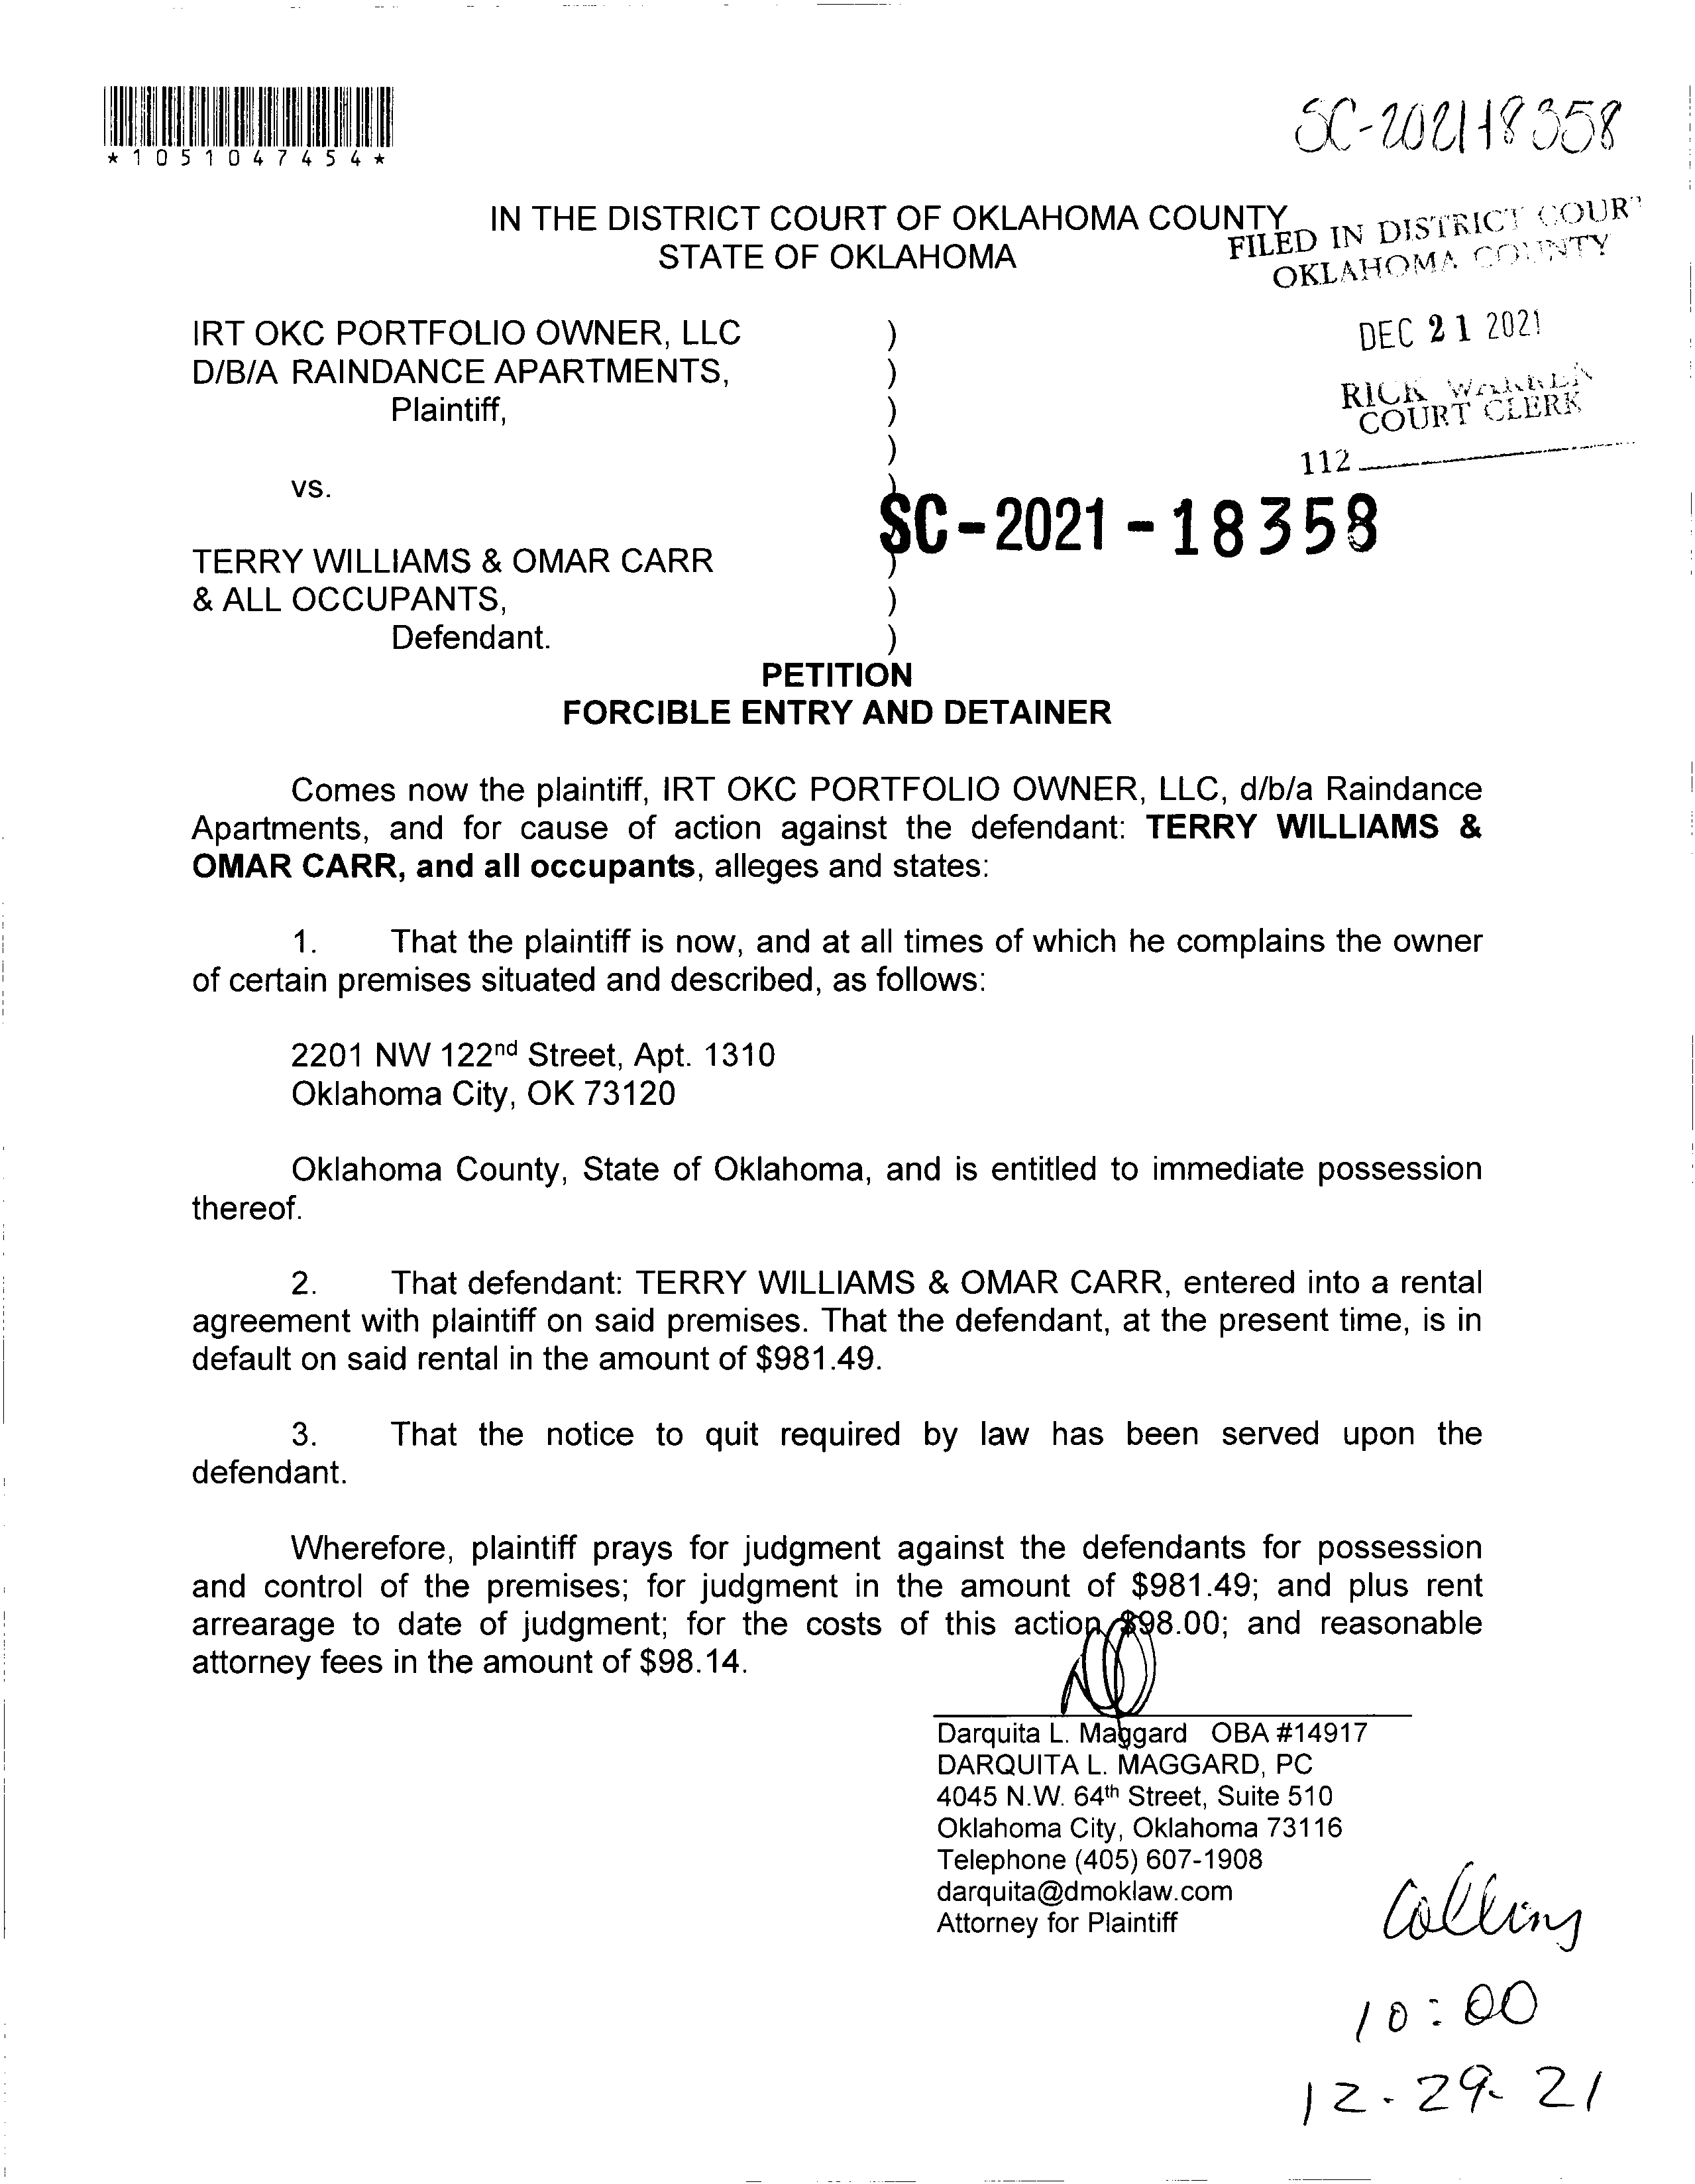 SC-2021-18358
*1051047454*
IN THE DISTRICT COURT OF OKLAHOMA COUNTY
STATE OF OKLAHOMA
FILED IN DISTRICT COUR
OKLAHOMA COUNTY
DEC 21 2021
RICK WARREN
COURT CLERK
112
IRT OKC PORTFOLIO OWNER, LLC )
D/B/A RAINDANCE APARTMENTS, )
Plaintiff, )
)
vs. )
SC-2021-18358
TERRY WILLIAMS & OMAR CARR )
& ALL OCCUPANTS, )
Defendant. )
PETITION
FORCIBLE ENTRY AND DETAINER
Comes now the plaintiff, IRT OKC PORTFOLIO OWNER, LLC, d/b/a Raindance
Apartments, and for cause of action against the defendant: TERRY WILLIAMS &
OMAR CARR, and all occupants, alleges and states:
1. That the plaintiff is now, and at all times of which he complains the owner
of certain premises situated and described, as follows:
2201 NW 122nd Street, Apt. 1310
Oklahoma City, OK 73120
Oklahoma County, State of Oklahoma, and is entitled to immediate possession
thereof.
2. That defendant: TERRY WILLIAMS & OMAR CARR, entered into a rental
agreement with plaintiff on said premises. That the defendant, at the present time, is in
default on said rental in the amount of $981.49.
3. That the notice to quit required by law has been served upon the
defendant.
Wherefore, plaintiff prays for judgment against the defendants for possession
and control of the premises; for judgment in the amount of $981.49; and plus rent
arrearage to date of judgment; for the costs of this action, $98.00; and reasonable
attorney fees in the amount of $98.14.
Darquita L. Maggard OBA #14917
DARQUITA L. MAGGARD, PC
4045 N.W. 64th Street, Suite 510
Oklahoma City, Oklahoma 73116
Telephone (405) 607-1908
darquita@dmoklaw.com
Attorney for Plaintiff
Collins
10:00
12-29-21